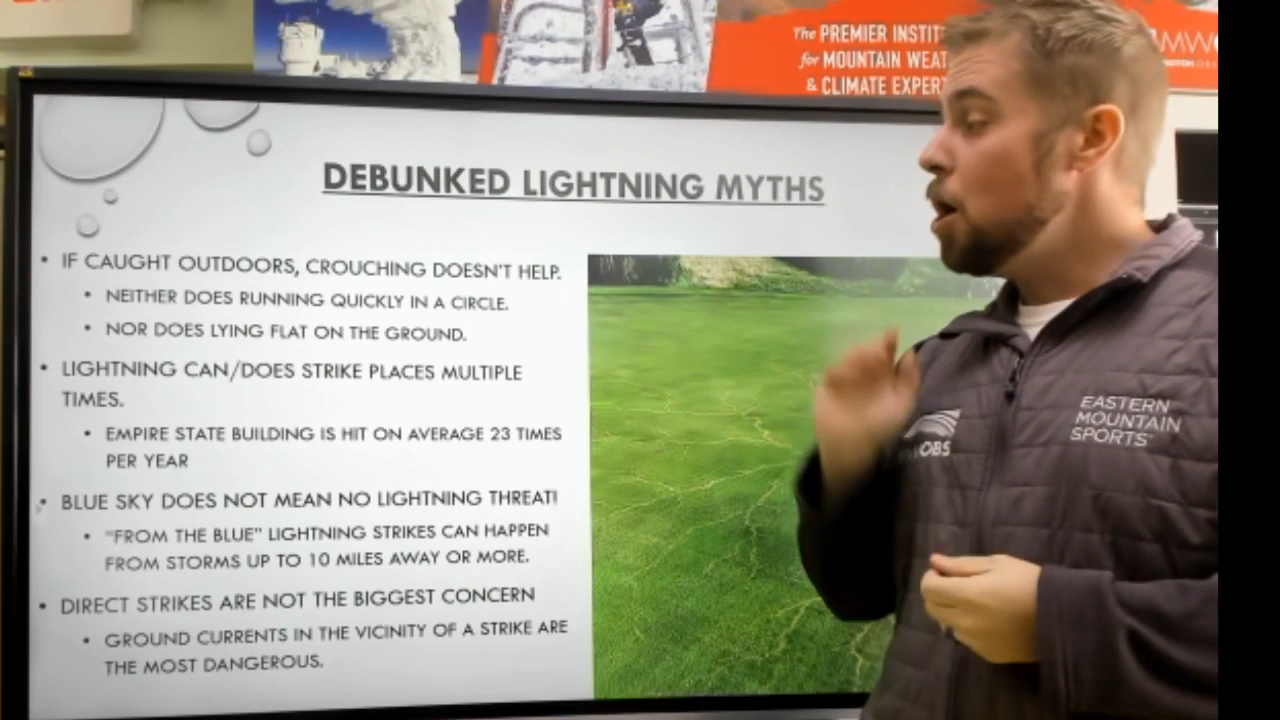 The PREMIER INSTIT
for MOUNTAIN WEAT
& CLIMATE EXPER
MW
DEBUNKED LIGHTNING MYTHS
• IF CAUGHT OUTDOORS, CROUCHING DOESN'T HELP.
• NEITHER DOES RUNNING QUICKLY IN A CIRCLE.
• NOR DOES LYING FLAT ON THE GROUND.
• LIGHTNING CAN/DOES STRIKE PLACES MULTIPLE
TIMES.
• EMPIRE STATE BUILDING IS HIT ON AVERAGE 23 TIMES
PER YEAR
• BLUE SKY DOES NOT MEAN NO LIGHTNING THREAT!
• "FROM THE BLUE" LIGHTNING STRIKES CAN HAPPEN
FROM STORMS UP TO 10 MILES AWAY OR MORE.
• DIRECT STRIKES ARE NOT THE BIGGEST CONCERN
• GROUND CURRENTS IN THE VICINITY OF A STRIKE ARE
THE MOST DANGEROUS.
OBS
EASTERN
MOUNTAIN
SPORTS